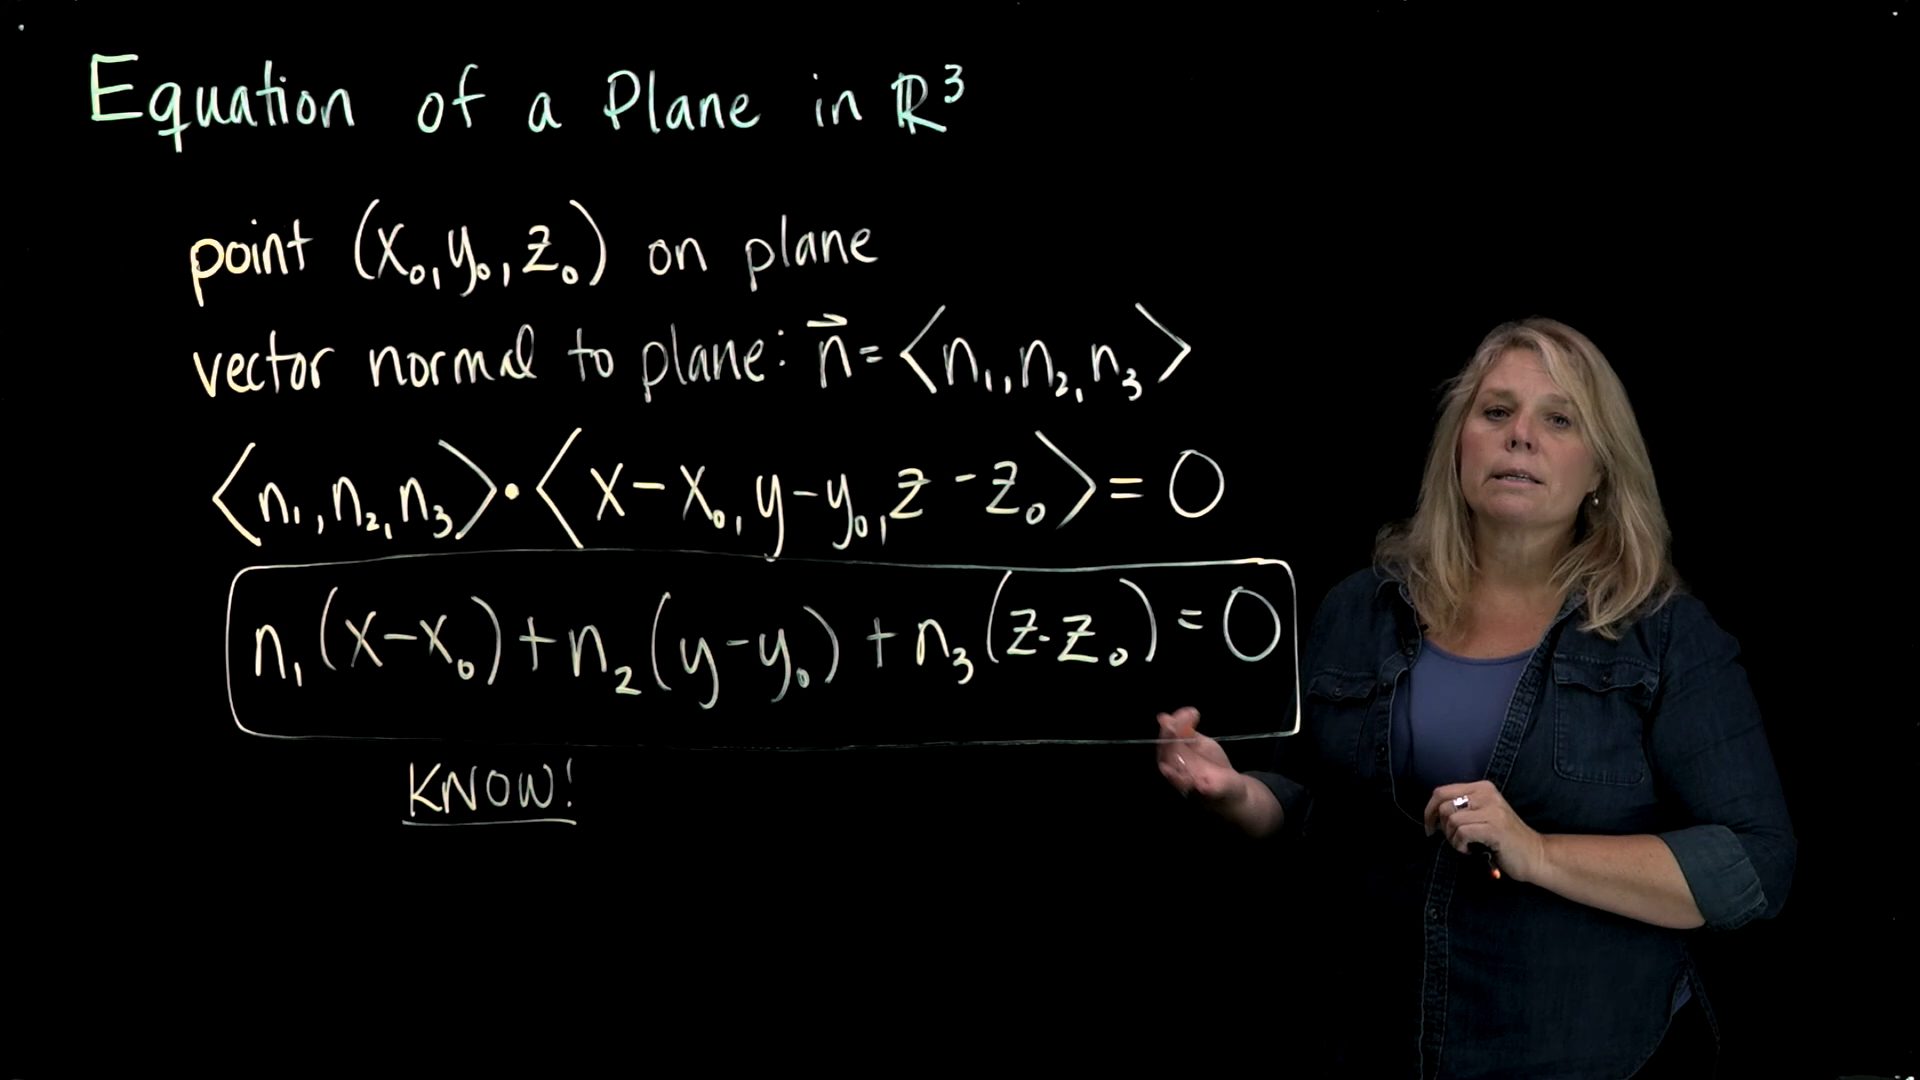 Equation of a Plane in ℝ³
point (x₀, y₀, z₀) on plane
vector normal to plane: n⃗ = ⟨n₁, n₂, n₃⟩
⟨n₁, n₂, n₃⟩ · ⟨x - x₀, y - y₀, z - z₀⟩ = 0
n₁(x - x₀) + n₂(y - y₀) + n₃(z - z₀) = 0
KNOW!